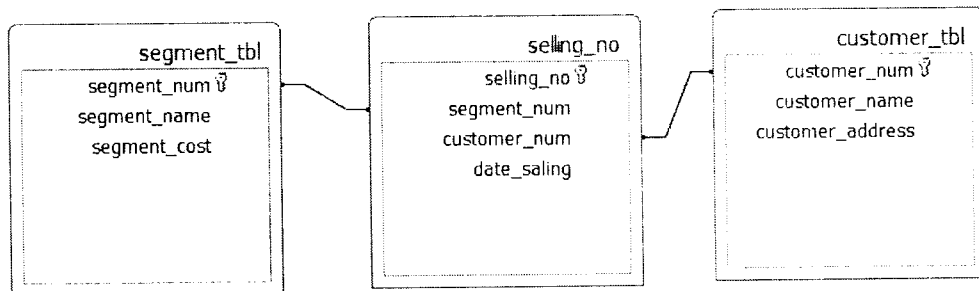 segment_tbl
segment_num
segment_name
segment_cost
selling_no
selling_no
segment_num
customer_num
date_saling
customer_tbl
customer_num
customer_name
customer_address